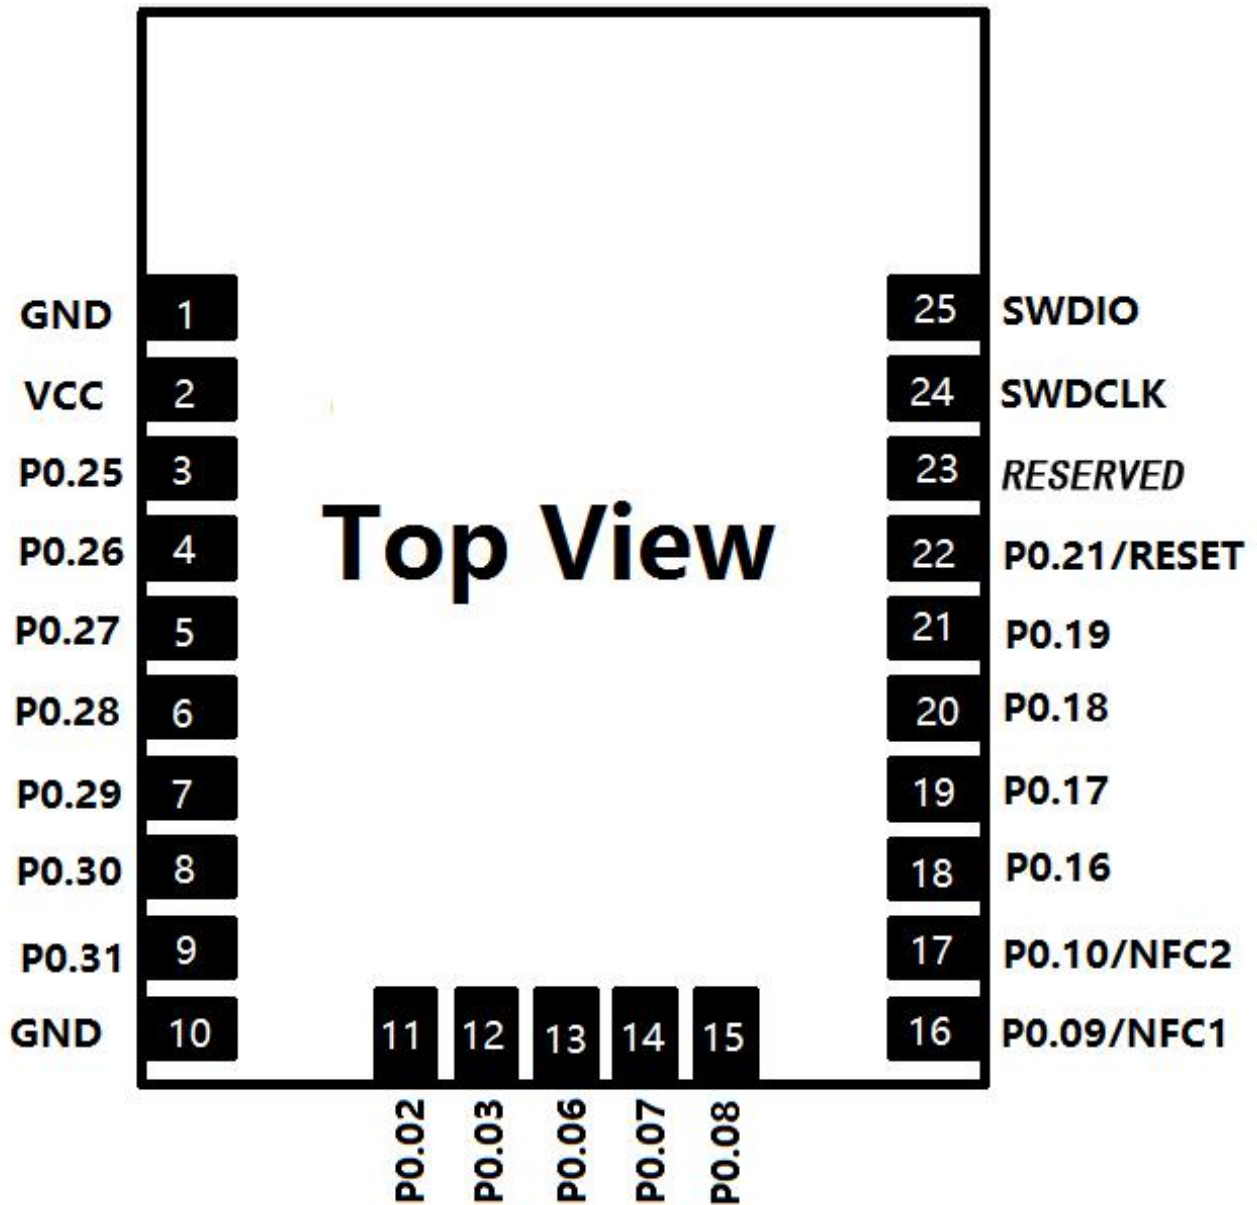 GND 1 25 SWDIO
VCC 2 24 SWDCLK
P0.25 3 23 RESERVED
P0.26 4 Top View 22 P0.21/RESET
P0.27 5 21 P0.19
P0.28 6 20 P0.18
P0.29 7 19 P0.17
P0.30 8 18 P0.16
P0.31 9 17 P0.10/NFC2
GND 10 11 12 13 14 15 16 P0.09/NFC1
P0.02 P0.03 P0.06 P0.07 P0.08